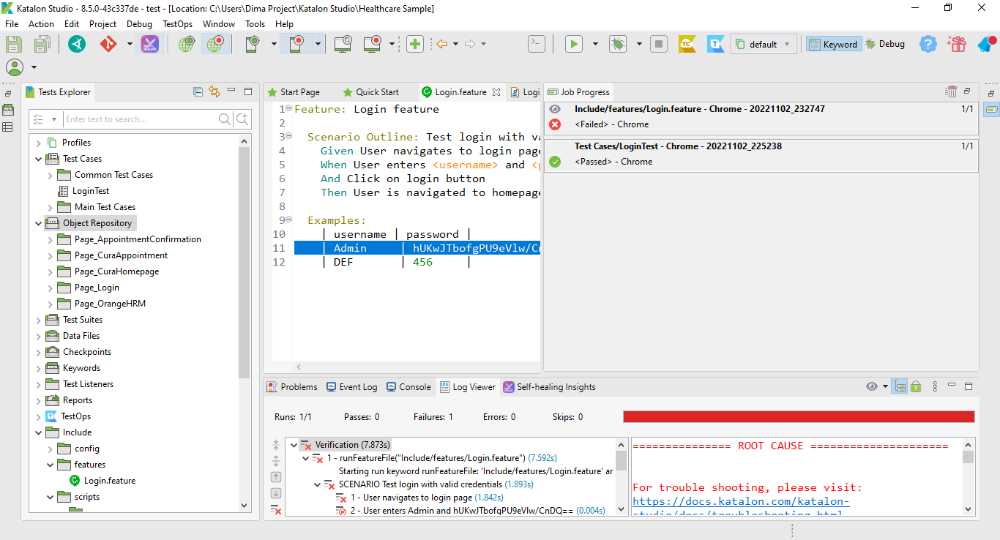 Katalon Studio - 8.5.0-43c337de - test - [Location: C:\Users\Dima Project\Katalon Studio\Healthcare Sample]
File Action Edit Project Debug TestOps Window Tools Help
default
Keyword
Debug
Tests Explorer
Enter text to search...
Profiles
Test Cases
Common Test Cases
LoginTest
Main Test Cases
Object Repository
Page_AppointmentConfirmation
Page_CuraAppointment
Page_CuraHomepage
Page_Login
Page_OrangeHRM
Test Suites
Data Files
Checkpoints
Keywords
Test Listeners
Reports
TestOps
Include
config
features
Login.feature
scripts
Start Page Quick Start Login.feature Logi
1 Feature: Login feature
2
3 Scenario Outline: Test login with va
4 Given User navigates to login page
5 When User enters <username> and <p
6 And Click on login button
7 Then User is navigated to homepage
8
9 Examples:
10 | username | password |
11 | Admin | hUKwJTbofgPU9eVlw/Cn
12 | DEF | 456 |
Job Progress
Include/features/Login.feature - Chrome - 20221102_232747 1/1
<Failed> - Chrome
Test Cases/LoginTest - Chrome - 20221102_225238 1/1
<Passed> - Chrome
Problems Event Log Console Log Viewer Self-healing Insights
Runs: 1/1 Passes: 0 Failures: 1 Errors: 0 Skips: 0
Verification (7.873s)
1 - runFeatureFile("Include/features/Login.feature") (7.592s)
Starting run keyword runFeatureFile: 'Include/features/Login.feature' ar
SCENARIO Test login with valid credentials (1.893s)
1 - User navigates to login page (1.842s)
2 - User enters Admin and hUKwJTbofgPU9eVlw/CnDQ== (0.004s)
=============== ROOT CAUSE =====================
For trouble shooting, please visit:
https://docs.katalon.com/katalon-
studio/docs/troubleshooting.html